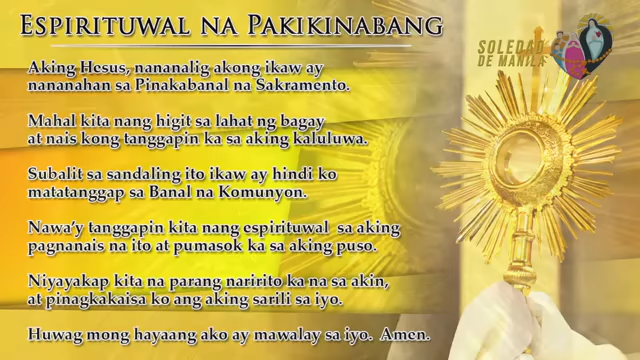 ESPIRITUWAL NA PAKIKINABANG
SOLEDAD
DE MANILA
Aking Hesus, nananalig akong ikaw ay
nananahan sa Pinakabanal na Sakramento.
Mahal kita nang higit sa lahat ng bagay
at nais kong tanggapin ka sa aking kaluluwa.
Subalit sa sandaling ito ikaw ay hindi ko
matatanggap sa Banal na Komunyon.
Nawa'y tanggapin kita nang espirituwal sa aking
pagnanais na ito at pumasok ka sa aking puso.
Niyayakap kita na parang naririto ka na sa akin,
at pinagkakaisa ko ang aking sarili sa iyo.
Huwag mong hayaang ako ay mawalay sa iyo. Amen.